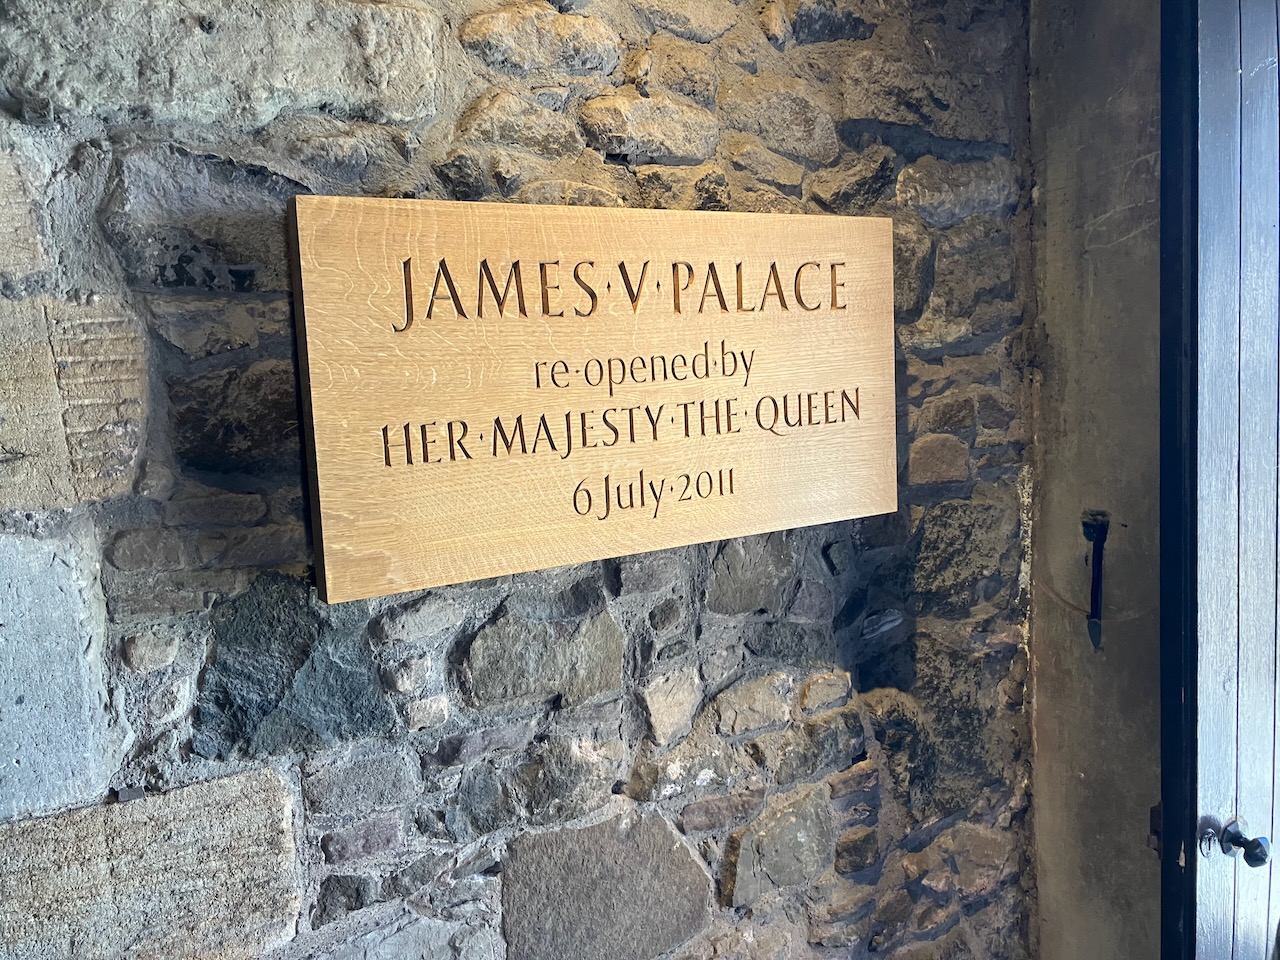 JAMES·V·PALACE
re·opened·by
HER·MAJESTY·THE·QUEEN
6 July·2011